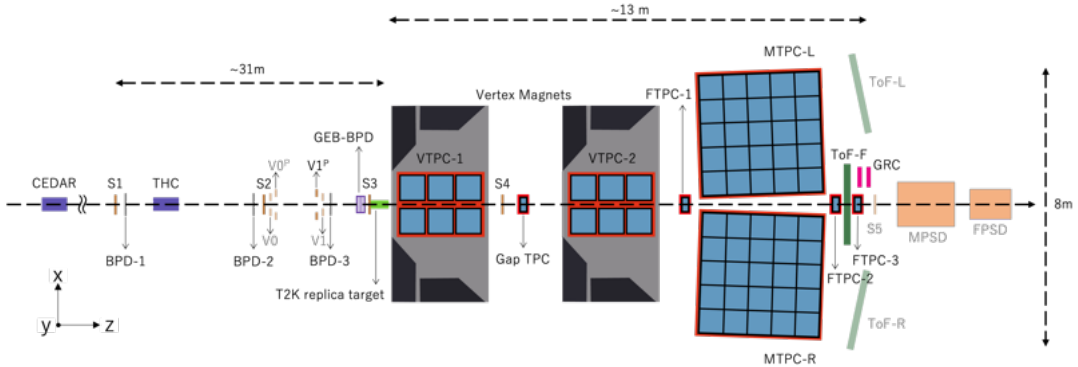 ~13 m
MTPC-L
~31m
ToF-L
Vertex Magnets
FTPC-1
GEB-BPD
VTPC-1
VTPC-2
ToF-F
V0ᴾ
V1ᴾ
GRC
CEDAR
S1
THC
S2
S3
S4
8m
V0
V1
S5
MPSD
FPSD
BPD-1
BPD-2
BPD-3
Gap TPC
FTPC-3
FTPC-2
x
T2K replica target
y
z
ToF-R
MTPC-R